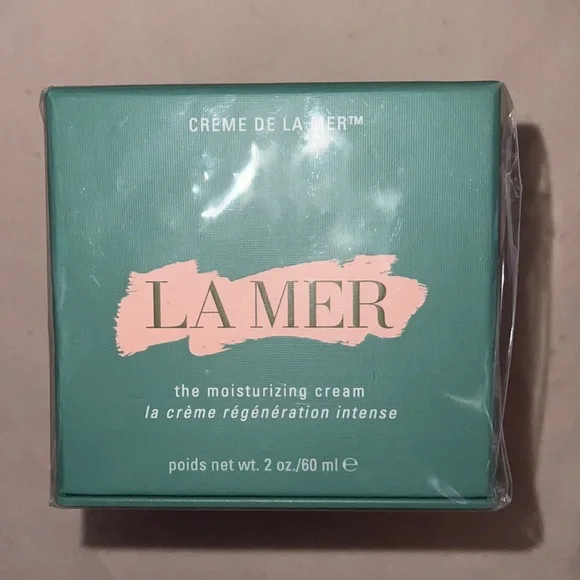 CRÈME DE LA MER™
LA MER
the moisturizing cream
la crème régénération intense
poids net wt. 2 oz./60 ml ℮